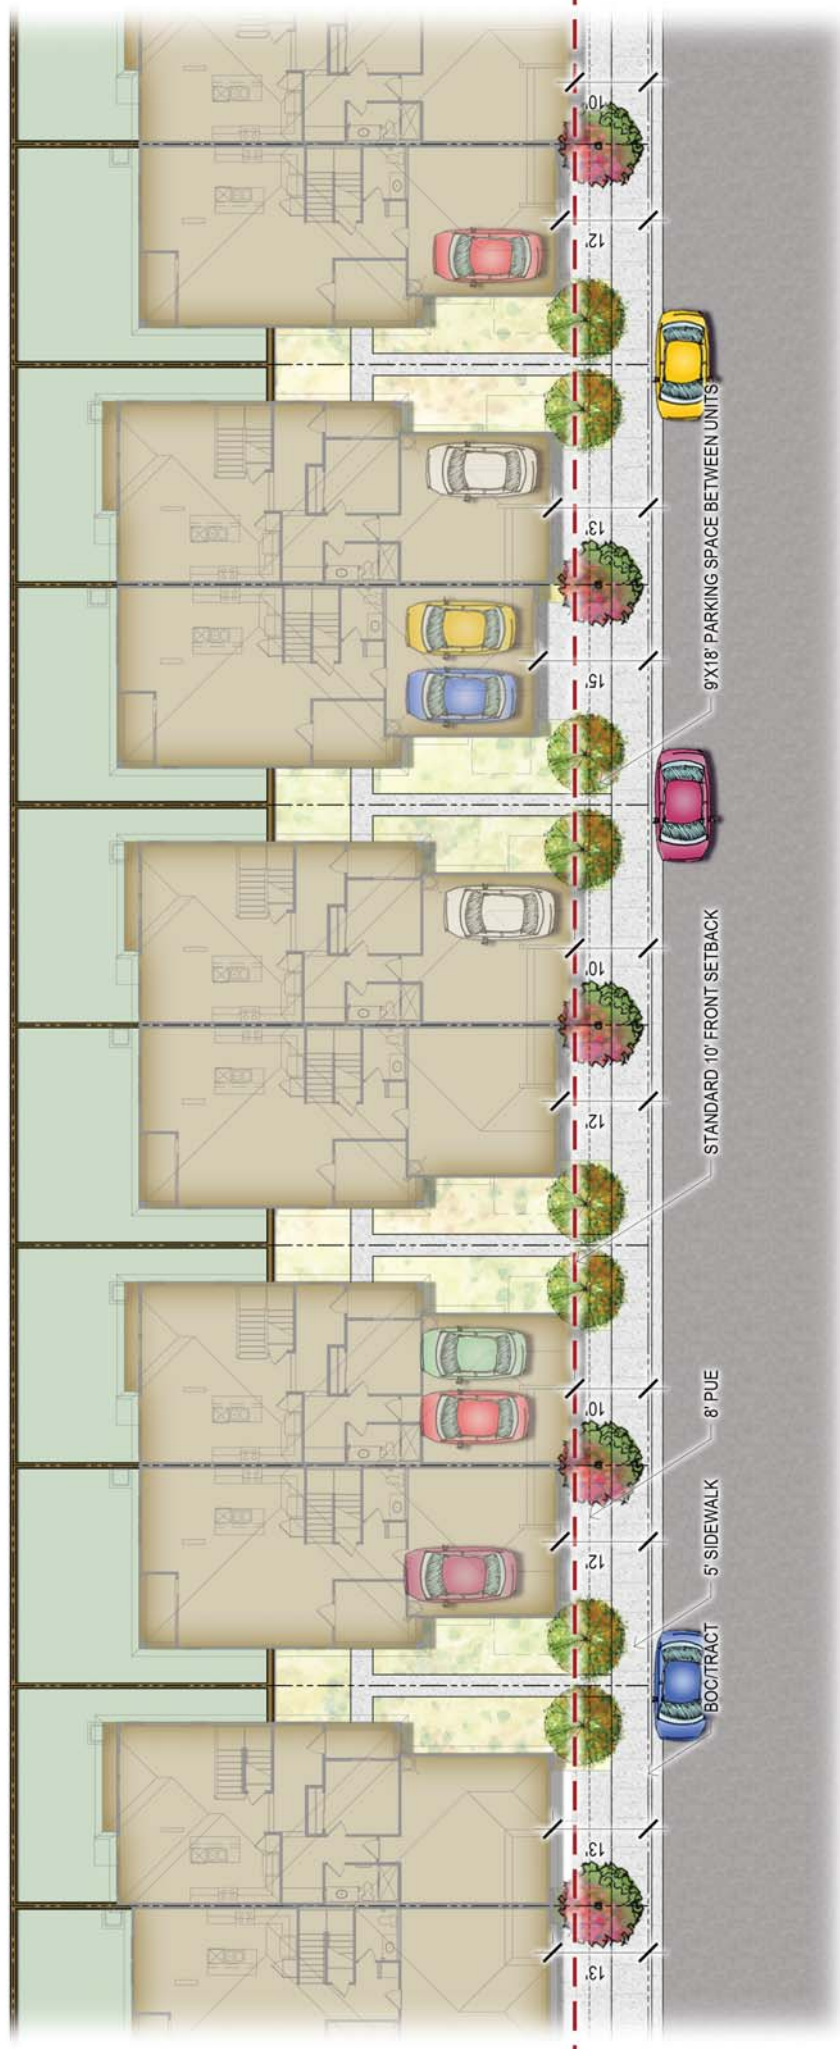 10'
12'
13'
15'
9'X18' PARKING SPACE BETWEEN UNITS
10'
STANDARD 10' FRONT SETBACK
12'
10'
8' PUE
12'
5' SIDEWALK
BOC/TRACT
13'
13'